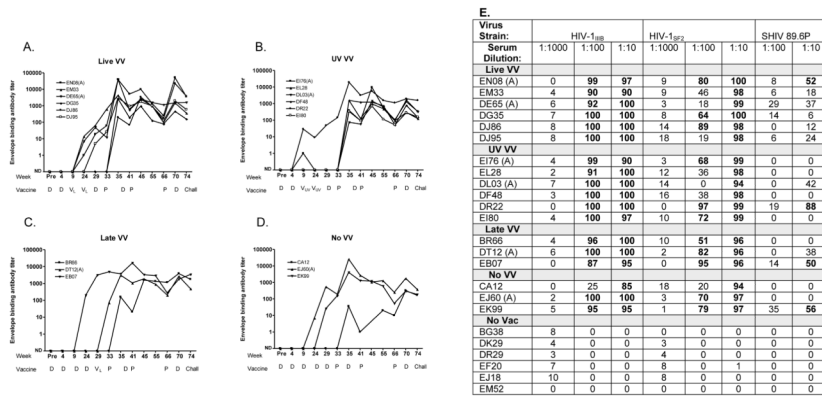 A.
Live VV
Envelope binding antibody titer
100000
10000
1000
100
10
1
ND
EN08(A)
EM33
DE65(A)
DG35
DJ86
DJ95
Week Pre 4 9 24 29 33 35 41 45 55 66 70 74
Vaccine D D VL VL D P D P P D Chall
B.
UV VV
Envelope binding antibody titer
100000
10000
1000
100
10
1
ND
EI76(A)
EL28
DL03(A)
DF48
DR22
EI80
Week Pre 4 9 24 29 33 35 41 45 55 66 70 74
Vaccine D D VUV VUV D P D P P D Chall
C.
Late VV
Envelope binding antibody titer
100000
10000
1000
100
10
1
ND
BR66
DT12(A)
EB07
Week Pre 4 9 24 29 33 35 41 45 55 66 70 74
Vaccine D D D D VL P D P P D Chall
D.
No VV
Envelope binding antibody titer
100000
10000
1000
100
10
1
ND
CA12
EJ60(A)
EK99
Week Pre 4 9 24 29 33 35 41 45 55 66 70 74
Vaccine D D D D D P D P P D Chall
E.
Virus Strain: HIV-1IIIB HIV-1SF2 SHIV 89.6P
Serum Dilution: 1:1000 1:100 1:10 1:1000 1:100 1:10 1:100 1:10
Live VV
EN08 (A) 0 99 97 9 80 100 8 52
EM33 4 90 90 9 46 98 6 18
DE65 (A) 6 92 100 3 18 99 29 37
DG35 7 100 100 8 64 100 14 6
DJ86 8 100 100 14 89 98 0 12
DJ95 8 100 100 18 19 98 6 24
UV VV
EI76 (A) 4 99 90 3 68 99 0 0
EL28 2 91 100 12 36 98 0 0
DL03 (A) 7 100 100 14 0 94 0 42
DF48 3 100 100 16 38 98 0 0
DR22 0 100 100 0 97 99 19 88
EI80 4 100 97 10 72 99 0 0
Late VV
BR66 4 96 100 10 51 96 0 0
DT12 (A) 6 100 100 2 82 96 0 38
EB07 0 87 95 0 95 96 14 50
No VV
CA12 0 25 85 18 20 94 0 0
EJ60 (A) 2 100 100 3 70 97 0 0
EK99 5 95 95 1 79 97 35 56
No Vac
BG38 8 0 0 0 0 0 0 0
DK29 4 0 0 3 0 0 0 0
DR29 3 0 0 4 0 0 0 0
EF20 7 0 0 8 0 1 0 0
EJ18 10 0 0 8 0 0 0 0
EM52 0 0 0 0 0 0 0 0